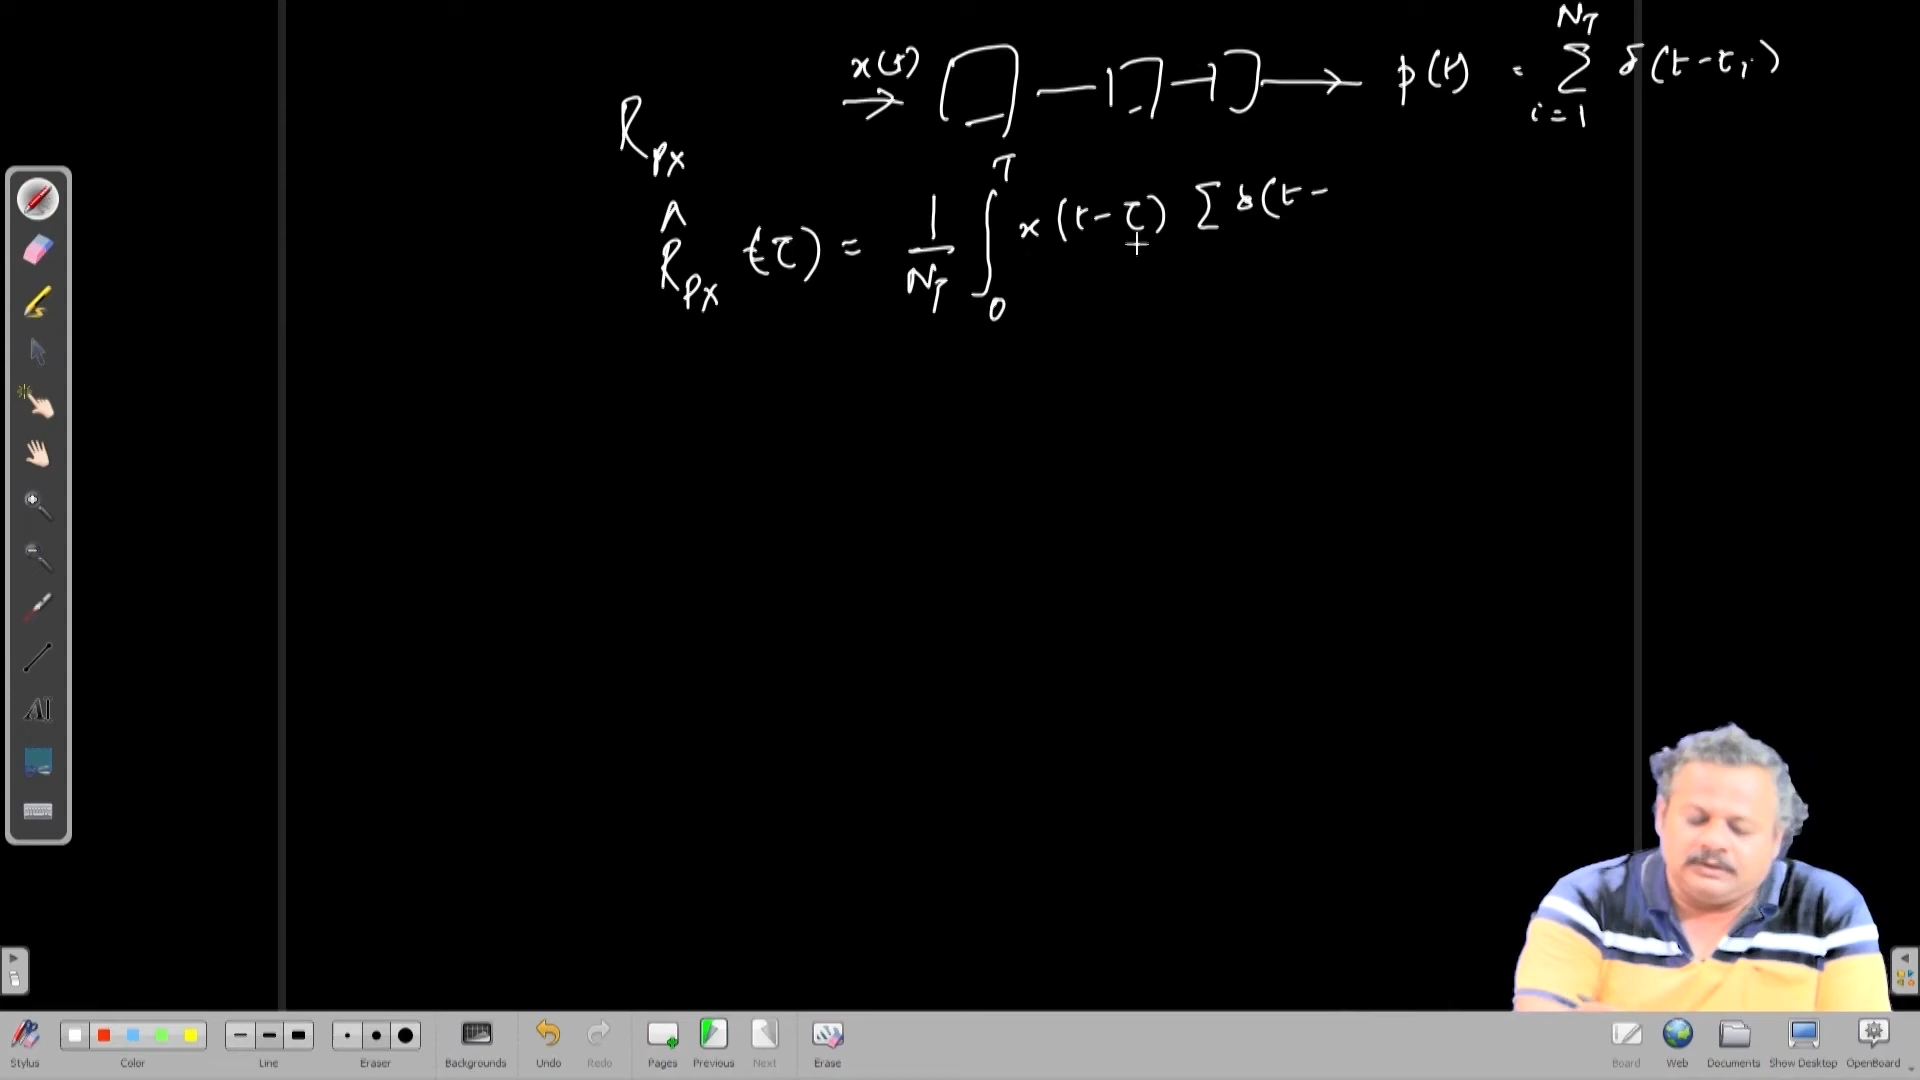 x(t) → p(t) = N_T Σ i=1 δ(t-t_i)
R_PX
R̂_PX (τ) = 1/N_T ∫_0^T x(t-τ) Σ δ(t-
AI
Stylus Color Line Eraser Backgrounds Undo Redo Pages Previous Next Erase Board Web Documents Show Desktop OpenBoard